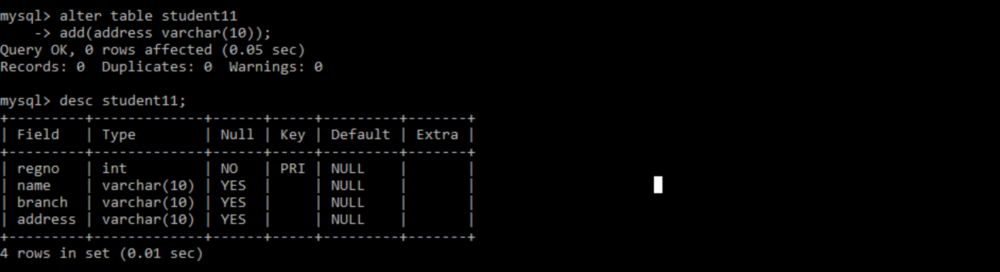 mysql> alter table student11
    -> add(address varchar(10));
Query OK, 0 rows affected (0.05 sec)
Records: 0  Duplicates: 0  Warnings: 0

mysql> desc student11;
+---------+-------------+------+-----+---------+-------+
| Field   | Type        | Null | Key | Default | Extra |
+---------+-------------+------+-----+---------+-------+
| regno   | int         | NO   | PRI | NULL    |       |
| name    | varchar(10) | YES  |     | NULL    |       |
| branch  | varchar(10) | YES  |     | NULL    |       |
| address | varchar(10) | YES  |     | NULL    |       |
+---------+-------------+------+-----+---------+-------+
4 rows in set (0.01 sec)